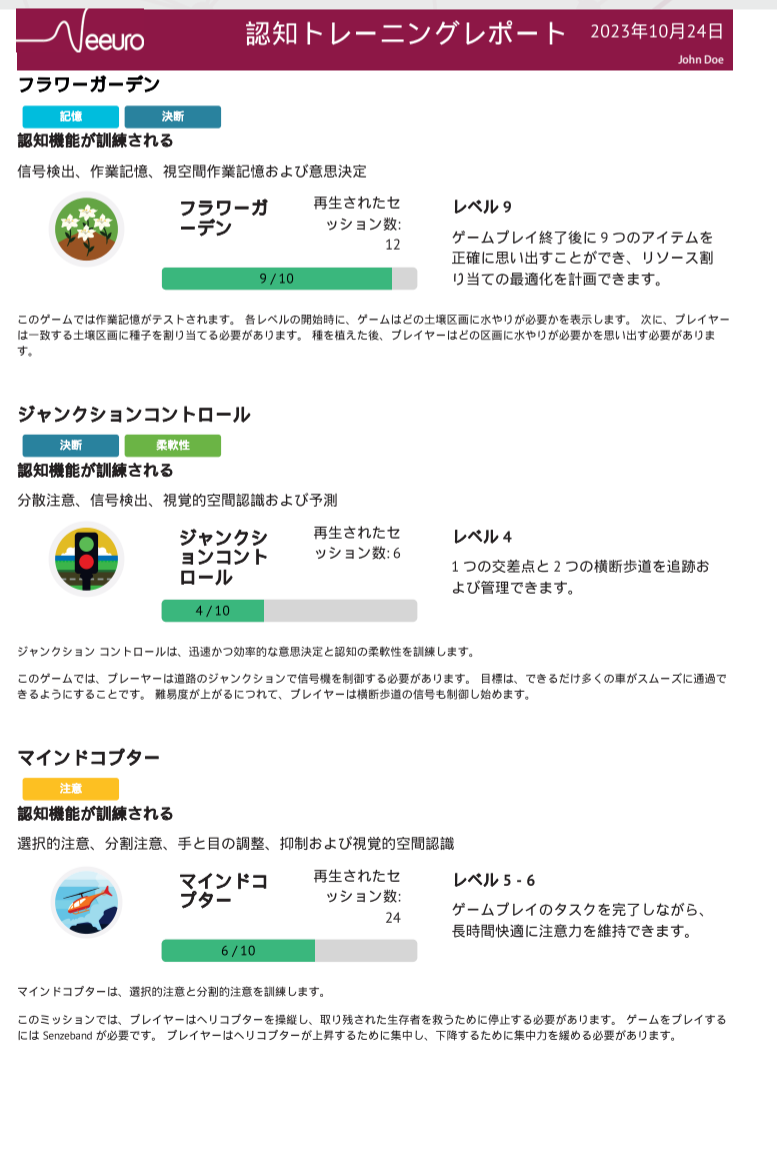 Neeuro
認知トレーニングレポート 2023年10月24日
John Doe
フラワーガーデン
記憶 決断
認知機能が訓練される
信号検出、作業記憶、視空間作業記憶および意思決定
フラワーガ
ーデン
再生されたセ
ッション数:
12
9 / 10
レベル 9
ゲームプレイ終了後に 9 つのアイテムを
正確に思い出すことができ、リソース割
り当ての最適化を計画できます。
このゲームでは作業記憶がテストされます。 各レベルの開始時に、ゲームはどの土壌区画に水やりが必要かを表示します。 次に、プレイヤー
は一致する土壌区画に種子を割り当てる必要があります。 種を植えた後、プレイヤーはどの区画に水やりが必要かを思い出す必要がありま
す。
ジャンクションコントロール
決断 柔軟性
認知機能が訓練される
分散注意、信号検出、視覚的空間認識および予測
ジャンクシ
ョンコント
ロール
再生されたセ
ッション数: 6
4 / 10
レベル 4
1 つの交差点と 2 つの横断歩道を追跡お
よび管理できます。
ジャンクション コントロールは、迅速かつ効率的な意思決定と認知の柔軟性を訓練します。
このゲームでは、プレーヤーは道路のジャンクションで信号機を制御する必要があります。 目標は、できるだけ多くの車がスムーズに通過で
きるようにすることです。 難易度が上がるにつれて、プレイヤーは横断歩道の信号も制御し始めます。
マインドコプター
注意
認知機能が訓練される
選択的注意、分割注意、手と目の調整、抑制および視覚的空間認識
マインドコ
プター
再生されたセ
ッション数:
24
6 / 10
レベル 5 - 6
ゲームプレイのタスクを完了しながら、
長時間快適に注意力を維持できます。
マインドコプターは、選択的注意と分割的注意を訓練します。
このミッションでは、プレイヤーはヘリコプターを操縦し、取り残された生存者を救うために停止する必要があります。 ゲームをプレイする
には Senzeband が必要です。 プレイヤーはヘリコプターが上昇するために集中し、下降するために集中力を緩める必要があります。